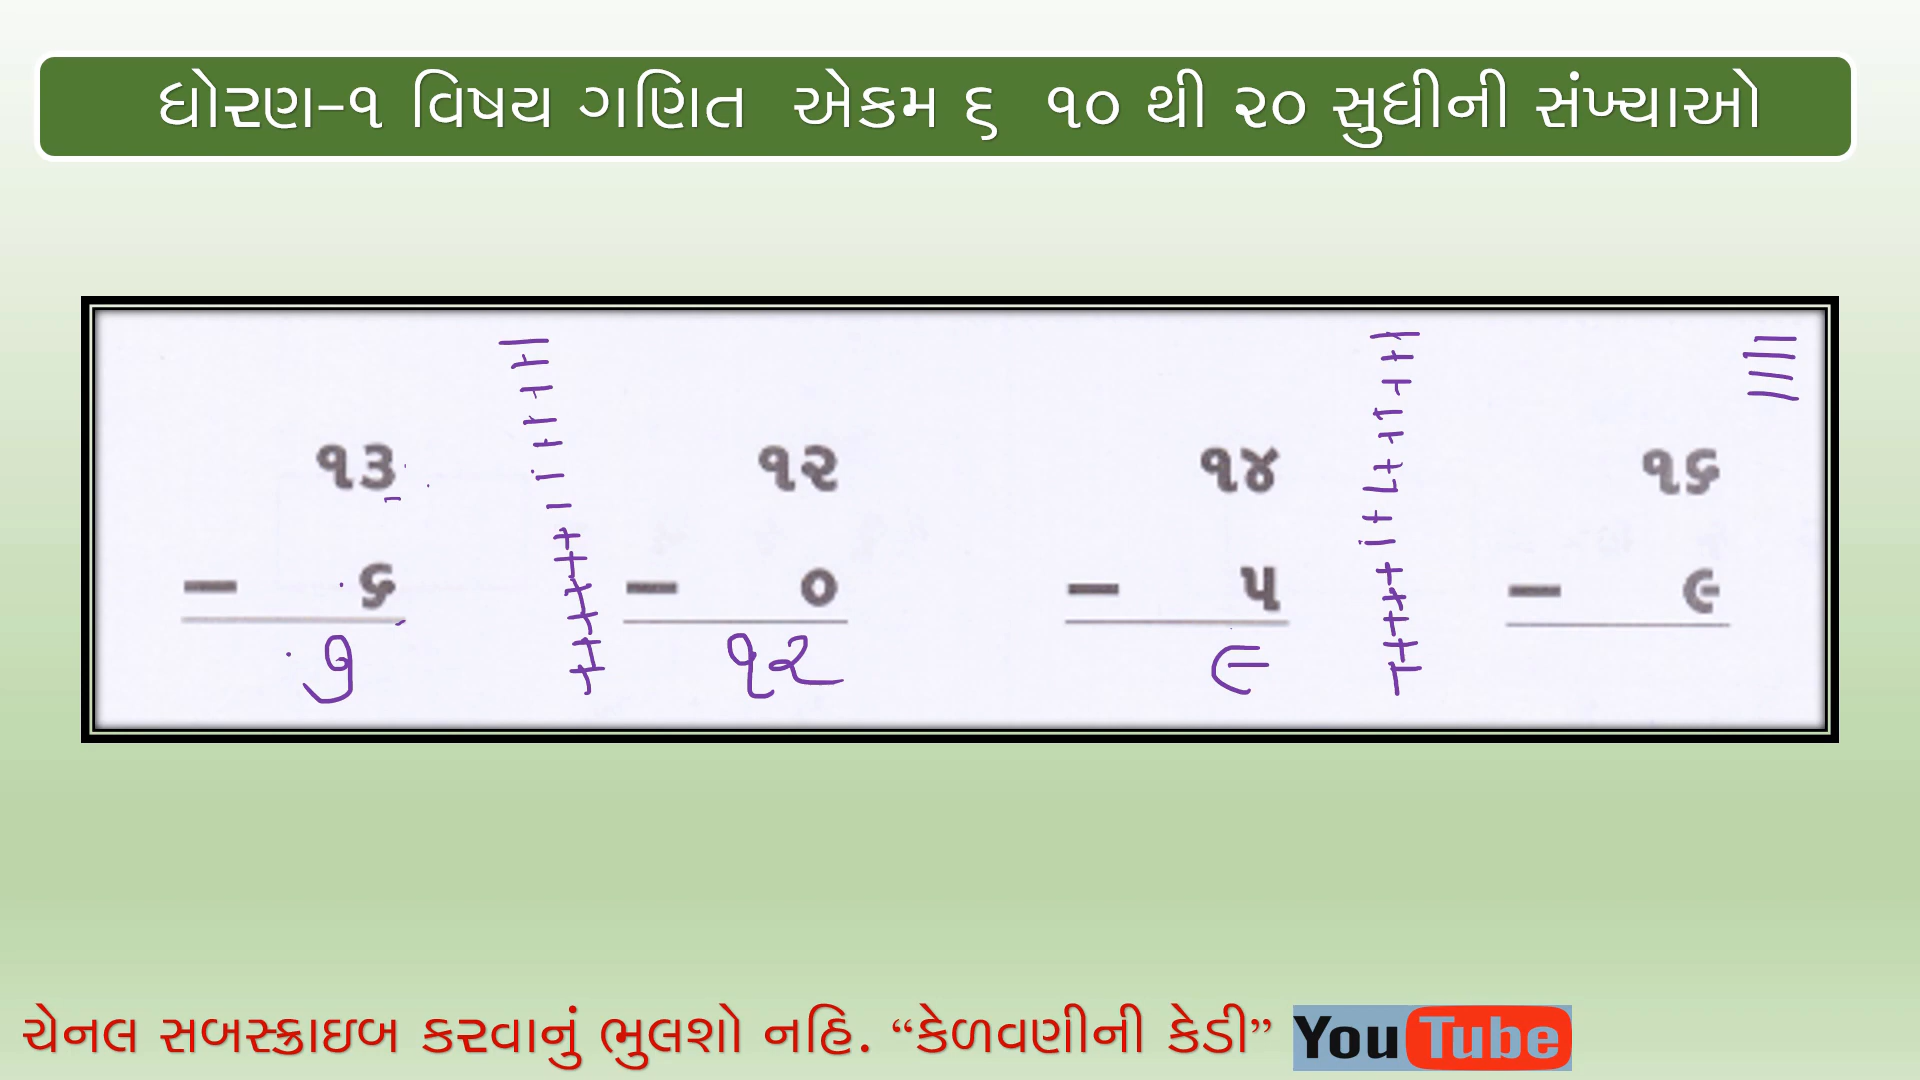 ધોરણ-૧ વિષય ગણિત એકમ ૬ ૧૦ થી ૨૦ સુધીની સંખ્યાઓ
૧૩ ૧૨ ૧૪ ૧૬
– ૬ – ૦ – ૫ – ૯
૭ ૧૨ ૯
ચેનલ સબસ્ક્રાઇબ કરવાનું ભુલશો નહિ. “કેળવણીની કેડી” YouTube